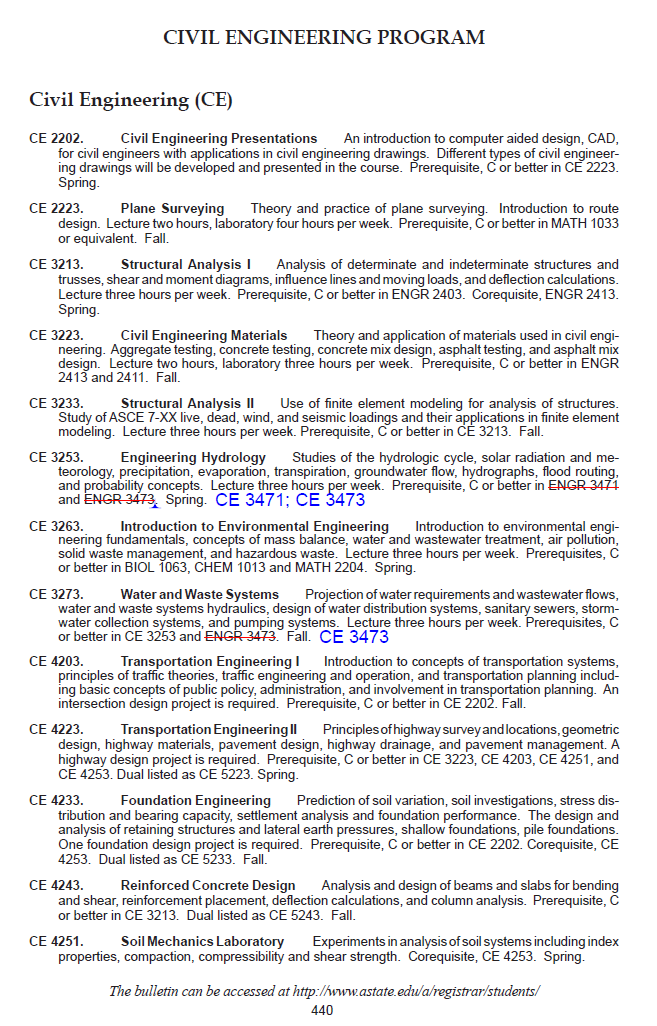 CIVIL ENGINEERING PROGRAM
Civil Engineering (CE)
CE 2202. Civil Engineering Presentations An introduction to computer aided design, CAD,
for civil engineers with applications in civil engineering drawings. Different types of civil engineer-
ing drawings will be developed and presented in the course. Prerequisite, C or better in CE 2223.
Spring.
CE 2223. Plane Surveying Theory and practice of plane surveying. Introduction to route
design. Lecture two hours, laboratory four hours per week. Prerequisite, C or better in MATH 1033
or equivalent. Fall.
CE 3213. Structural Analysis I Analysis of determinate and indeterminate structures and
trusses, shear and moment diagrams, influence lines and moving loads, and deflection calculations.
Lecture three hours per week. Prerequisite, C or better in ENGR 2403. Corequisite, ENGR 2413.
Spring.
CE 3223. Civil Engineering Materials Theory and application of materials used in civil engi-
neering. Aggregate testing, concrete testing, concrete mix design, asphalt testing, and asphalt mix
design. Lecture two hours, laboratory three hours per week. Prerequisite, C or better in ENGR
2413 and 2411. Fall.
CE 3233. Structural Analysis II Use of finite element modeling for analysis of structures.
Study of ASCE 7-XX live, dead, wind, and seismic loadings and their applications in finite element
modeling. Lecture three hours per week. Prerequisite, C or better in CE 3213. Fall.
CE 3253. Engineering Hydrology Studies of the hydrologic cycle, solar radiation and me-
teorology, precipitation, evaporation, transpiration, groundwater flow, hydrographs, flood routing,
and probability concepts. Lecture three hours per week. Prerequisite, C or better in ENGR 3471
and ENGR 3473. Spring. CE 3471; CE 3473
CE 3263. Introduction to Environmental Engineering Introduction to environmental engi-
neering fundamentals, concepts of mass balance, water and wastewater treatment, air pollution,
solid waste management, and hazardous waste. Lecture three hours per week. Prerequisites, C
or better in BIOL 1063, CHEM 1013 and MATH 2204. Spring.
CE 3273. Water and Waste Systems Projection of water requirements and wastewater flows,
water and waste systems hydraulics, design of water distribution systems, sanitary sewers, storm-
water collection systems, and pumping systems. Lecture three hours per week. Prerequisites, C
or better in CE 3253 and ENGR 3473. Fall. CE 3473
CE 4203. Transportation Engineering I Introduction to concepts of transportation systems,
principles of traffic theories, traffic engineering and operation, and transportation planning includ-
ing basic concepts of public policy, administration, and involvement in transportation planning. An
intersection design project is required. Prerequisite, C or better in CE 2202. Fall.
CE 4223. Transportation Engineering II Principles of highway survey and locations, geometric
design, highway materials, pavement design, highway drainage, and pavement management. A
highway design project is required. Prerequisite, C or better in CE 3223, CE 4203, CE 4251, and
CE 4253. Dual listed as CE 5223. Spring.
CE 4233. Foundation Engineering Prediction of soil variation, soil investigations, stress dis-
tribution and bearing capacity, settlement analysis and foundation performance. The design and
analysis of retaining structures and lateral earth pressures, shallow foundations, pile foundations.
One foundation design project is required. Prerequisite, C or better in CE 2202. Corequisite, CE
4253. Dual listed as CE 5233. Fall.
CE 4243. Reinforced Concrete Design Analysis and design of beams and slabs for bending
and shear, reinforcement placement, deflection calculations, and column analysis. Prerequisite, C
or better in CE 3213. Dual listed as CE 5243. Fall.
CE 4251. Soil Mechanics Laboratory Experiments in analysis of soil systems including index
properties, compaction, compressibility and shear strength. Corequisite, CE 4253. Spring.
The bulletin can be accessed at http://www.astate.edu/a/registrar/students/
440